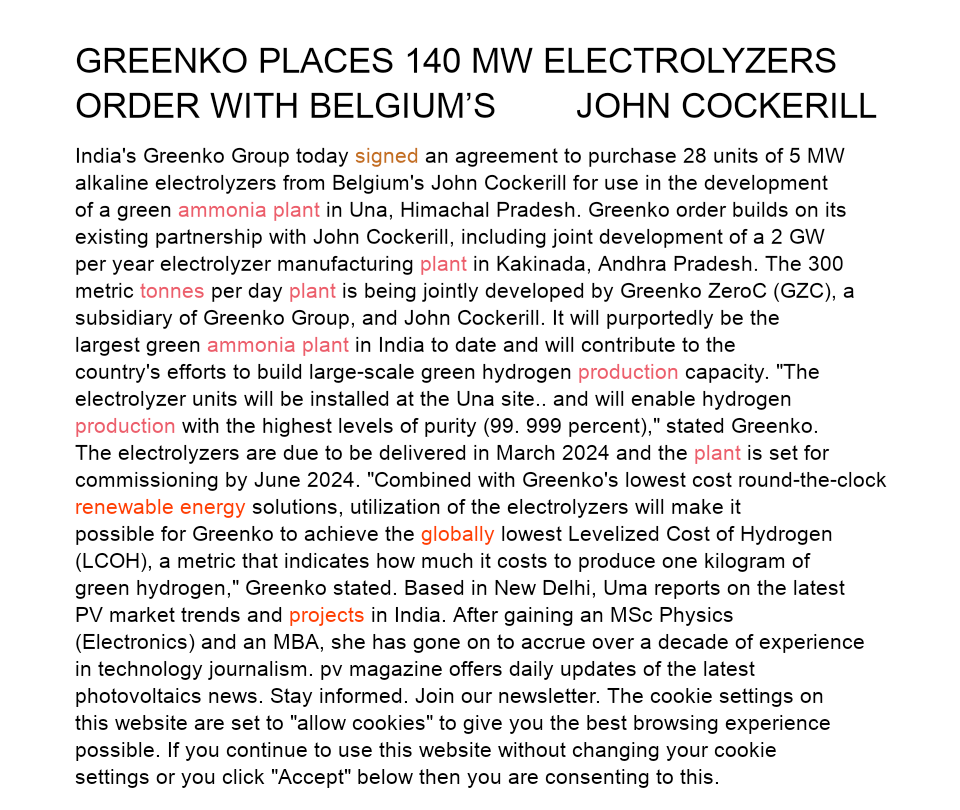 GREENKO PLACES 140 MW ELECTROLYZERS
ORDER WITH BELGIUM’S JOHN COCKERILL
India's Greenko Group today signed an agreement to purchase 28 units of 5 MW
alkaline electrolyzers from Belgium's John Cockerill for use in the development
of a green ammonia plant in Una, Himachal Pradesh. Greenko order builds on its
existing partnership with John Cockerill, including joint development of a 2 GW
per year electrolyzer manufacturing plant in Kakinada, Andhra Pradesh. The 300
metric tonnes per day plant is being jointly developed by Greenko ZeroC (GZC), a
subsidiary of Greenko Group, and John Cockerill. It will purportedly be the
largest green ammonia plant in India to date and will contribute to the
country's efforts to build large-scale green hydrogen production capacity. "The
electrolyzer units will be installed at the Una site.. and will enable hydrogen
production with the highest levels of purity (99. 999 percent)," stated Greenko.
The electrolyzers are due to be delivered in March 2024 and the plant is set for
commissioning by June 2024. "Combined with Greenko's lowest cost round-the-clock
renewable energy solutions, utilization of the electrolyzers will make it
possible for Greenko to achieve the globally lowest Levelized Cost of Hydrogen
(LCOH), a metric that indicates how much it costs to produce one kilogram of
green hydrogen," Greenko stated. Based in New Delhi, Uma reports on the latest
PV market trends and projects in India. After gaining an MSc Physics
(Electronics) and an MBA, she has gone on to accrue over a decade of experience
in technology journalism. pv magazine offers daily updates of the latest
photovoltaics news. Stay informed. Join our newsletter. The cookie settings on
this website are set to "allow cookies" to give you the best browsing experience
possible. If you continue to use this website without changing your cookie
settings or you click "Accept" below then you are consenting to this.